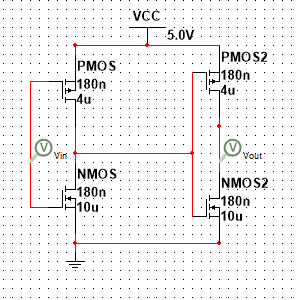 VCC
5.0V
PMOS
180n
4u
PMOS2
180n
4u
V
Vin
V
Vout
NMOS
180n
10u
NMOS2
180n
10u